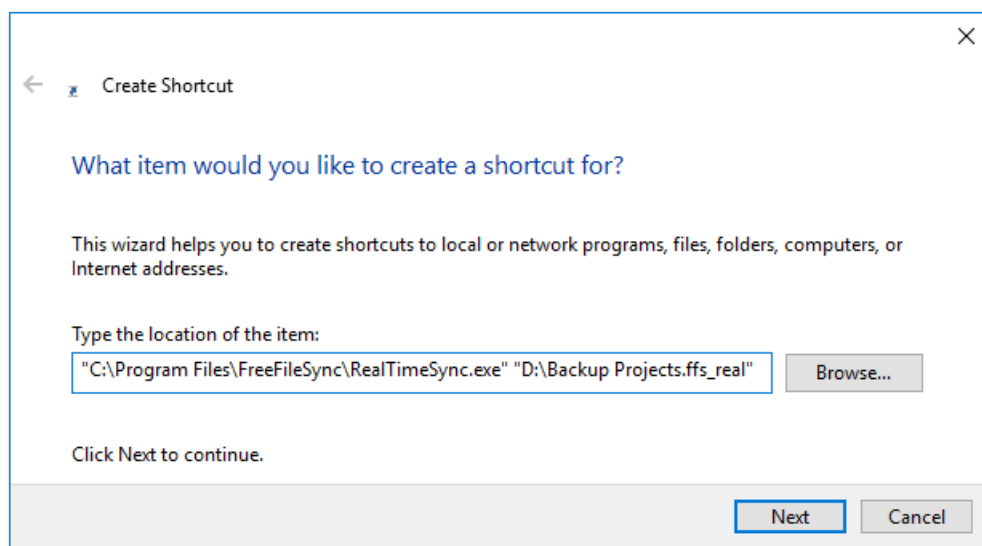 Create Shortcut
What item would you like to create a shortcut for?
This wizard helps you to create shortcuts to local or network programs, files, folders, computers, or
Internet addresses.
Type the location of the item:
"C:\Program Files\FreeFileSync\RealTimeSync.exe" "D:\Backup Projects.ffs_real"
Browse...
Click Next to continue.
Next
Cancel